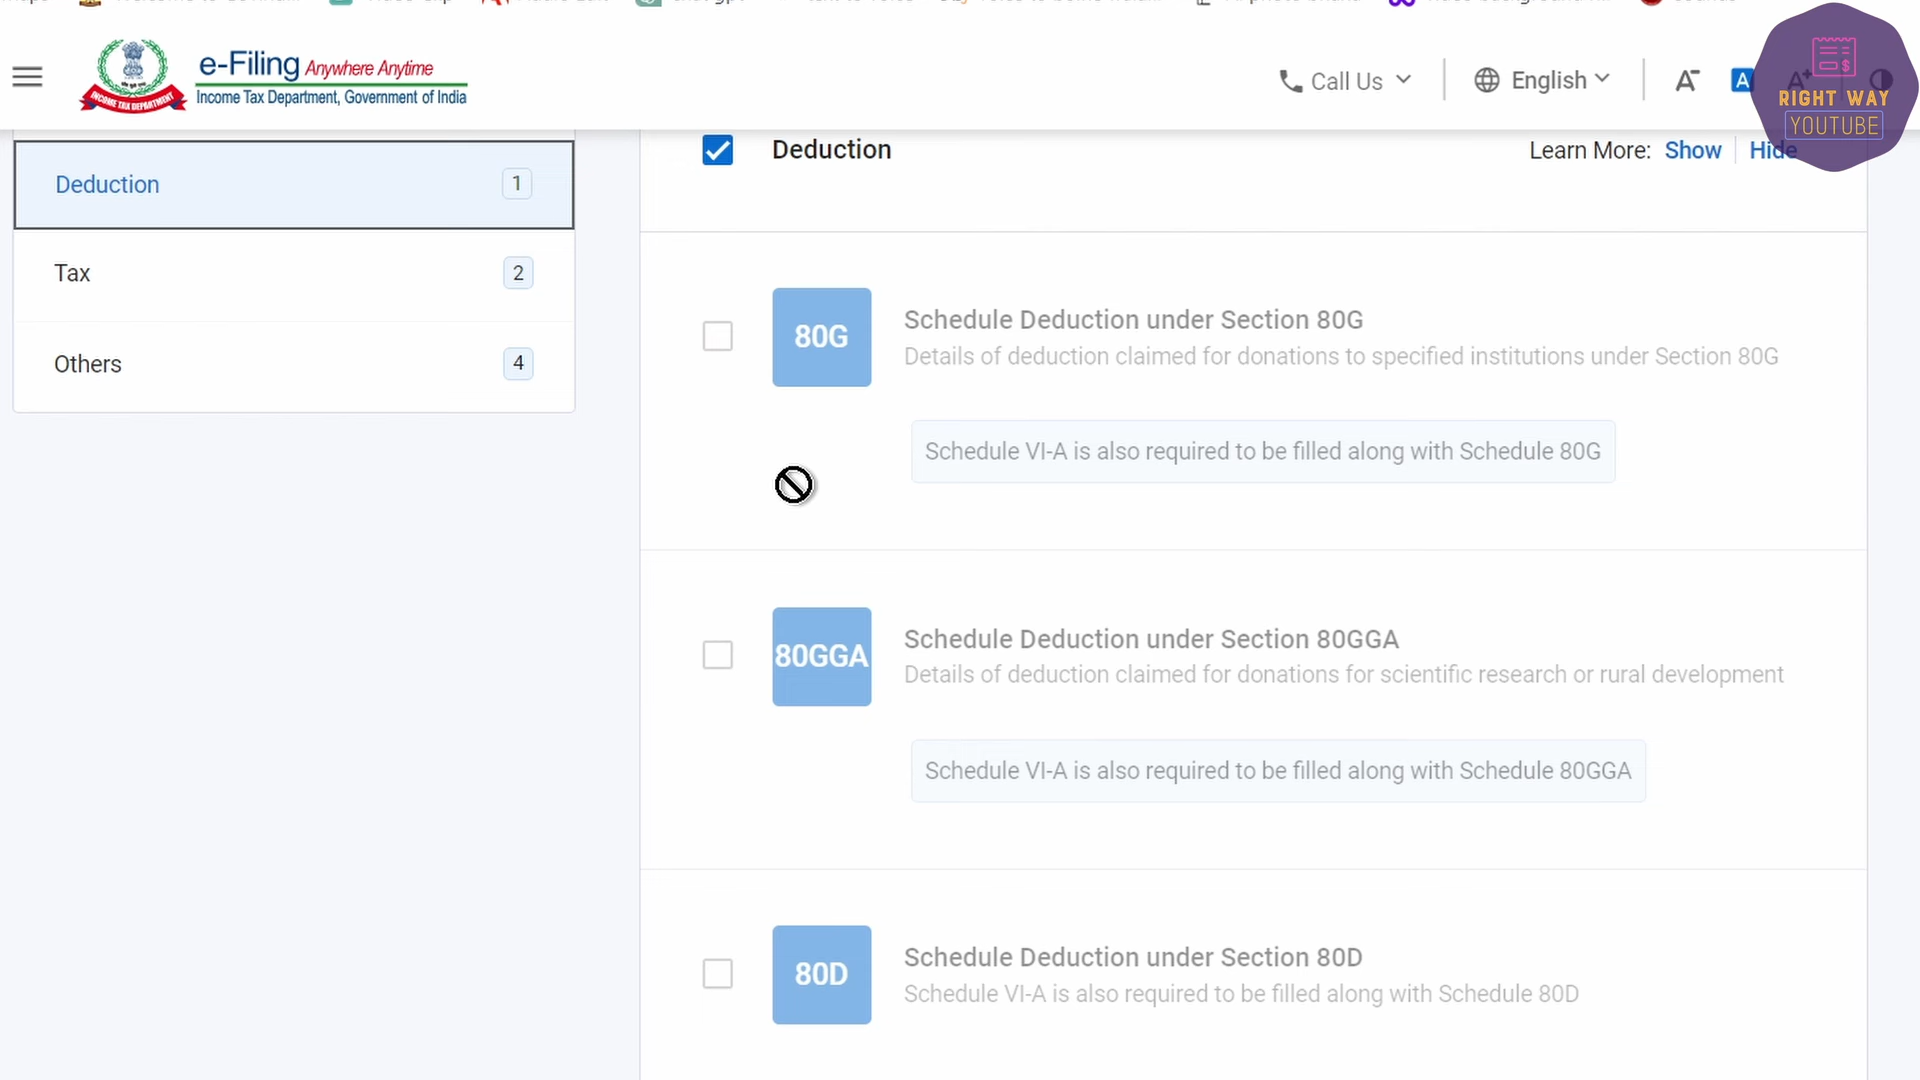 e-Filing Anywhere Anytime
Income Tax Department, Government of India
INCOME TAX DEPARTMENT
Call Us
English
A-
A
A+
RIGHT WAY
YOUTUBE
Deduction 1
Tax 2
Others 4
Deduction
Learn More: Show Hide
80G
Schedule Deduction under Section 80G
Details of deduction claimed for donations to specified institutions under Section 80G
Schedule VI-A is also required to be filled along with Schedule 80G
80GGA
Schedule Deduction under Section 80GGA
Details of deduction claimed for donations for scientific research or rural development
Schedule VI-A is also required to be filled along with Schedule 80GGA
80D
Schedule Deduction under Section 80D
Schedule VI-A is also required to be filled along with Schedule 80D